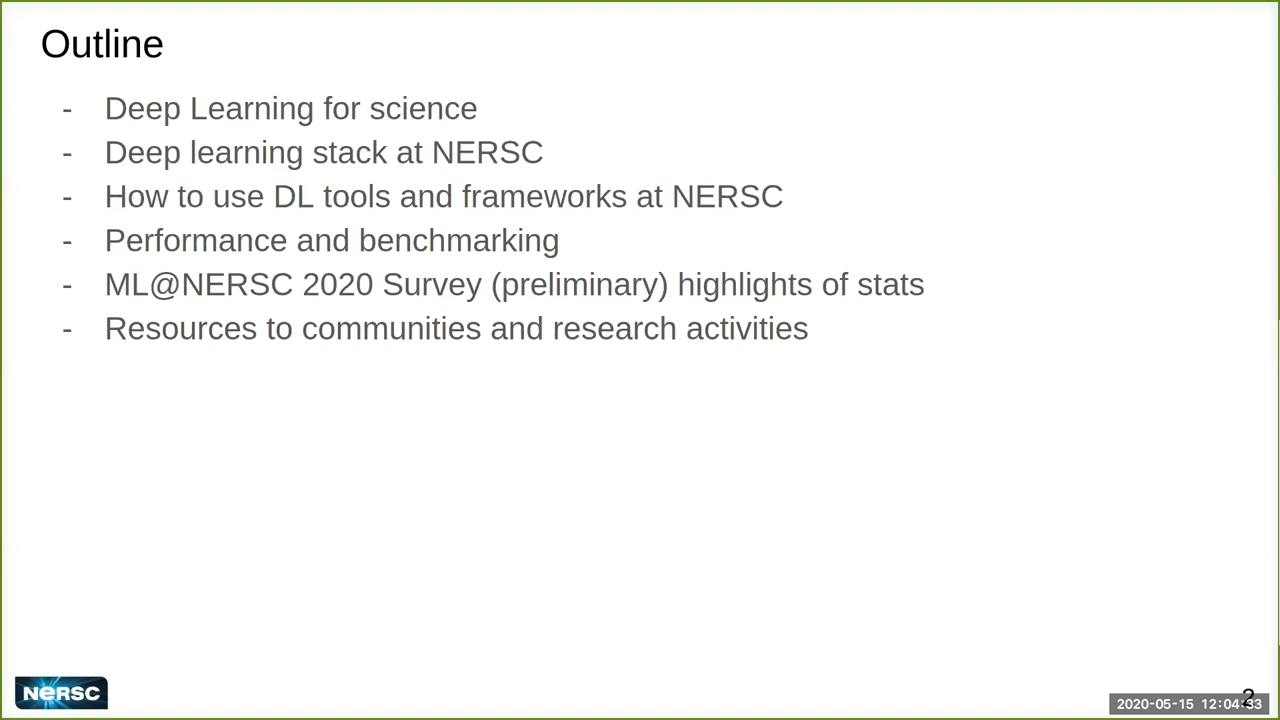 Outline
- Deep Learning for science
- Deep learning stack at NERSC
- How to use DL tools and frameworks at NERSC
- Performance and benchmarking
- ML@NERSC 2020 Survey (preliminary) highlights of stats
- Resources to communities and research activities
NERSC
2
2020-05-15 12:04:33